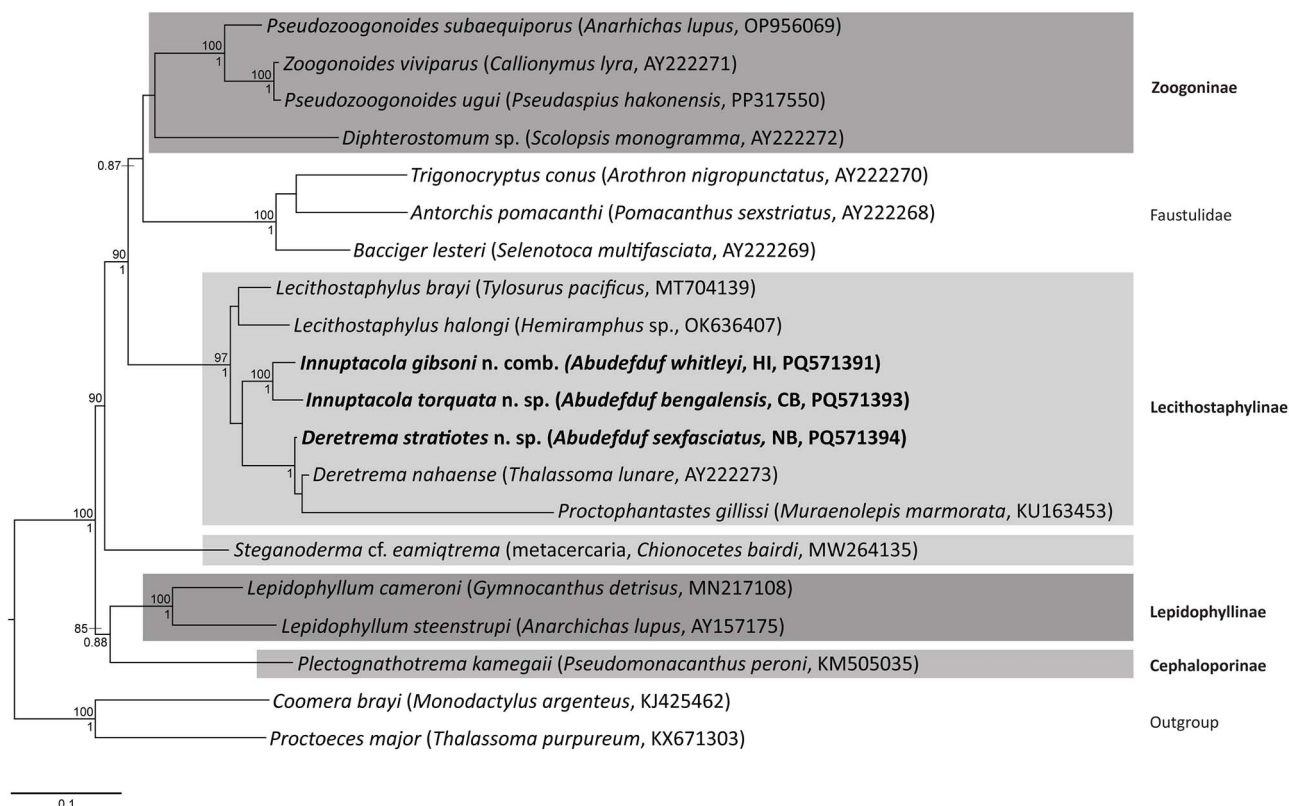 Pseudozoogonoides subaequiporus (Anarhichas lupus, OP956069)
100
1
Zoogonoides viviparus (Callionymus lyra, AY222271)
100
1
Zoogoninae
Pseudozoogonoides ugui (Pseudaspius hakonensis, PP317550)
Diphterostomum sp. (Scolopsis monogramma, AY222272)
0.87
Trigonocryptus conus (Arothron nigropunctatus, AY222270)
100
1
Antorchis pomacanthi (Pomacanthus sexstriatus, AY222268)
Faustulidae
Bacciger lesteri (Selenotoca multifasciata, AY222269)
90
1
Lecithostaphylus brayi (Tylosurus pacificus, MT704139)
Lecithostaphylus halongi (Hemiramphus sp., OK636407)
97
1
Innuptacola gibsoni n. comb. (Abudefduf whitleyi, HI, PQ571391)
100
1
Innuptacola torquata n. sp. (Abudefduf bengalensis, CB, PQ571393)
Lecithostaphylinae
90
Deretrema stratiotes n. sp. (Abudefduf sexfasciatus, NB, PQ571394)
1
Deretrema nahaense (Thalassoma lunare, AY222273)
Proctophantastes gillissi (Muraenolepis marmorata, KU163453)
100
1
Steganoderma cf. eamiqtrema (metacercaria, Chionocetes bairdi, MW264135)
Lepidophyllum cameroni (Gymnocanthus detrisus, MN217108)
100
1
Lepidophyllinae
Lepidophyllum steenstrupi (Anarchichas lupus, AY157175)
85
0.88
Plectognathotrema kamegaii (Pseudomonacanthus peroni, KM505035)
Cephaloporinae
Coomera brayi (Monodactylus argenteus, KJ425462)
100
1
Outgroup
Proctoeces major (Thalassoma purpureum, KX671303)
0.1